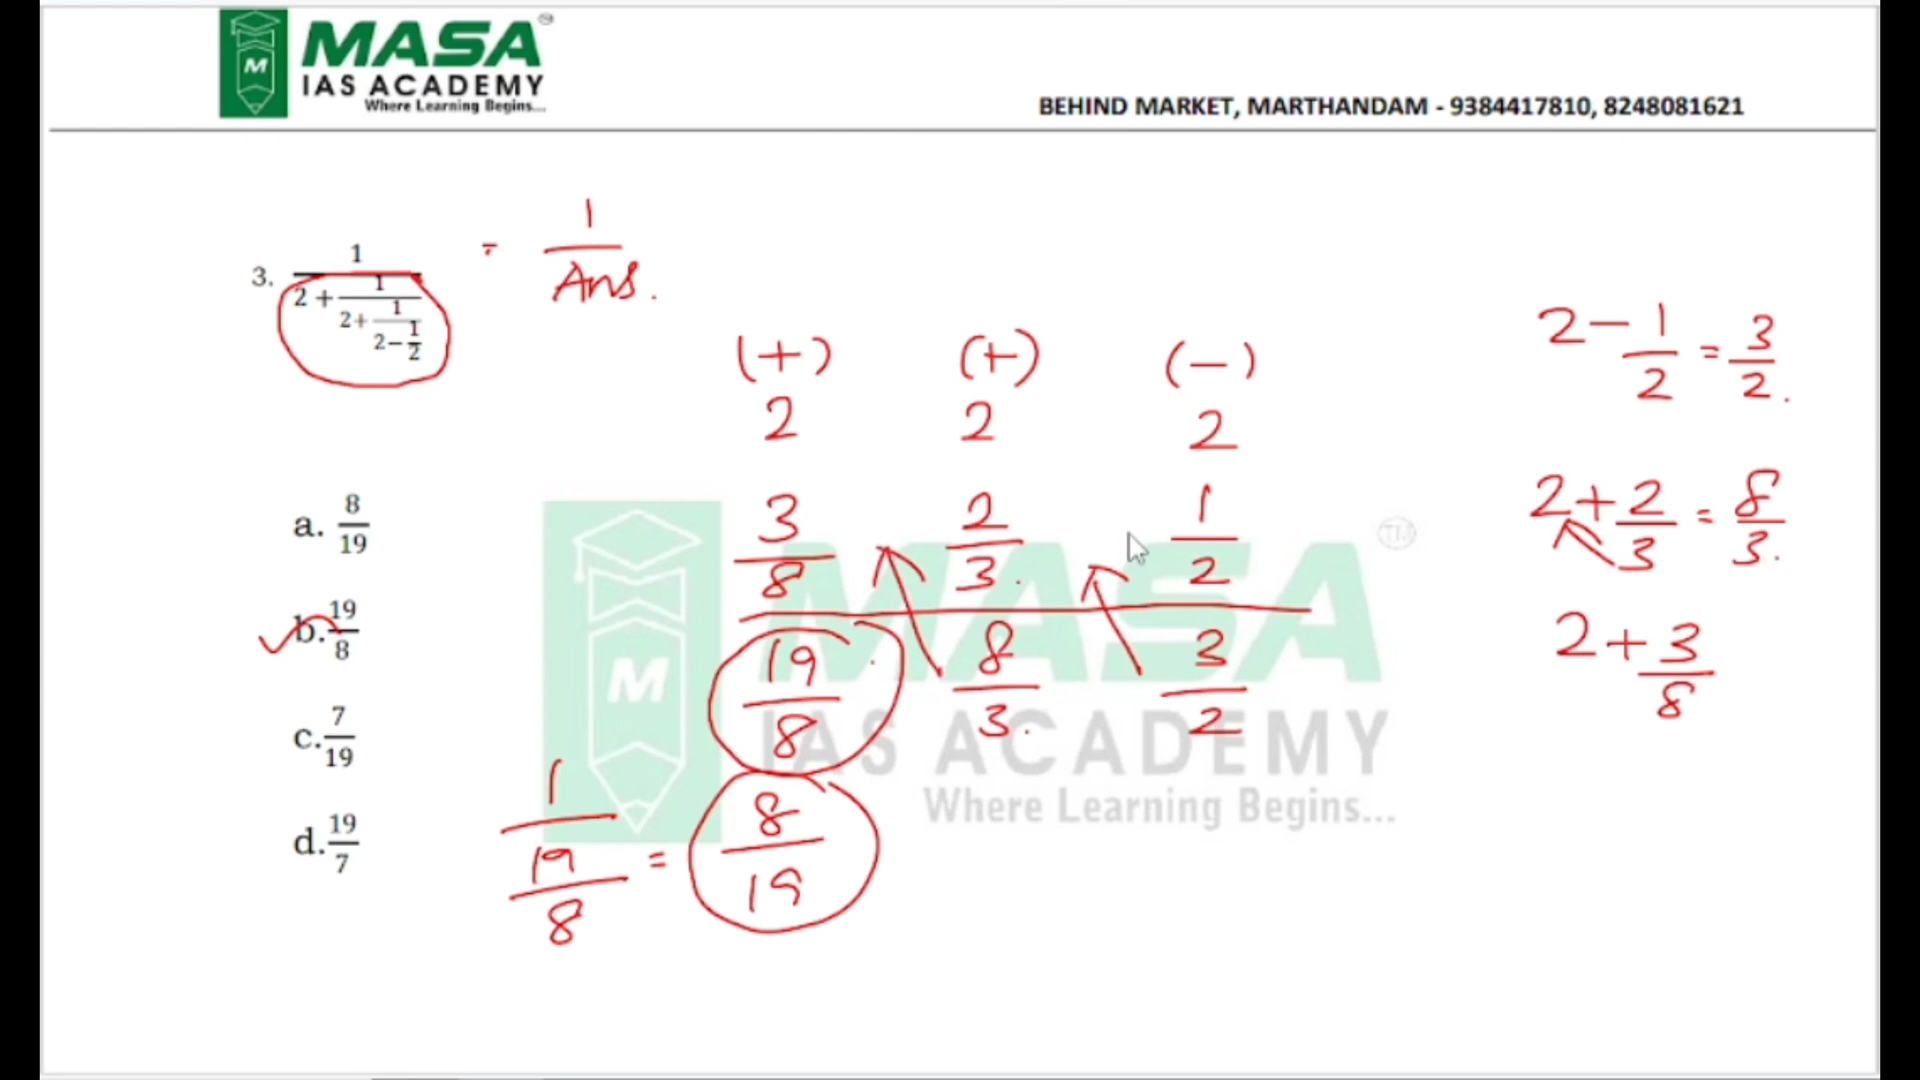 MASA
IAS ACADEMY
Where Learning Begins...
M
BEHIND MARKET, MARTHANDAM - 9384417810, 8248081621
3. 1 / (2 + 1 / (2+ 1 / (2− 1/2))) = 1 / Ans.
(+) (+) (−)
2 2 2
3/8 2/3. 1/2
19/8 8/3. 3/2
1 / (19/8) = 8/19
2 − 1/2 = 3/2.
2 + 2/3 = 8/3.
2 + 3/8
a. 8/19
b. 19/8
c. 7/19
d. 19/7
M
MASA
TM
IAS ACADEMY
Where Learning Begins...